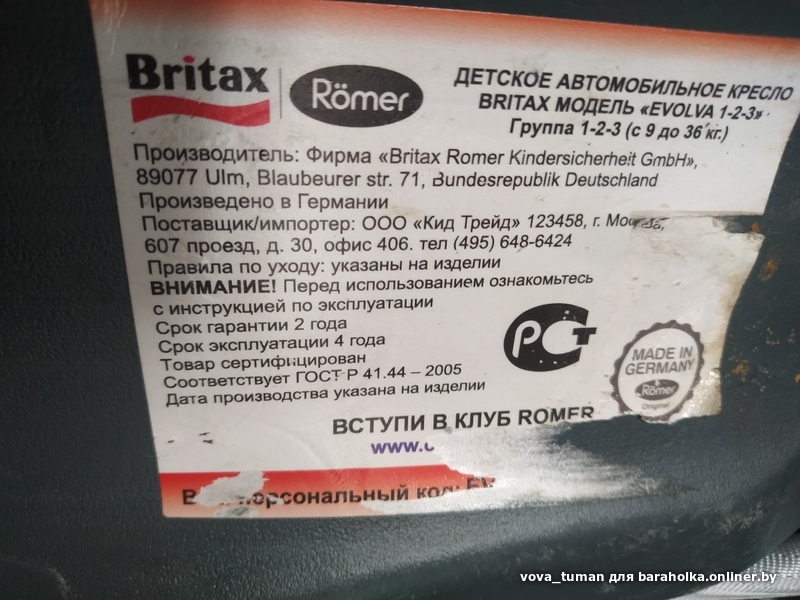 Britax Römer
ДЕТСКОЕ АВТОМОБИЛЬНОЕ КРЕСЛО
BRITAX МОДЕЛЬ «EVOLVA 1-2-3»
Группа 1-2-3 (с 9 до 36 кг.)
Производитель: Фирма «Britax Romer Kindersicherheit GmbH»,
89077 Ulm, Blaubeurer str. 71, Bundesrepublik Deutschland
Произведено в Германии
Поставщик/импортер: ООО «Кид Трейд» 123458, г. Москва,
607 проезд, д. 30, офис 406. тел (495) 648-6424
Правила по уходу: указаны на изделии
ВНИМАНИЕ! Перед использованием ознакомьтесь
с инструкцией по эксплуатации
Срок гарантии 2 года
Срок эксплуатации 4 года
Товар сертифицирован
Соответствует ГОСТ Р 41.44 – 2005
Дата производства указана на изделии
РСТ
MADE IN
GERMANY
Römer
Original
ВСТУПИ В КЛУБ ROMER
www.
персональный код:
vova_tuman для baraholka.onliner.by